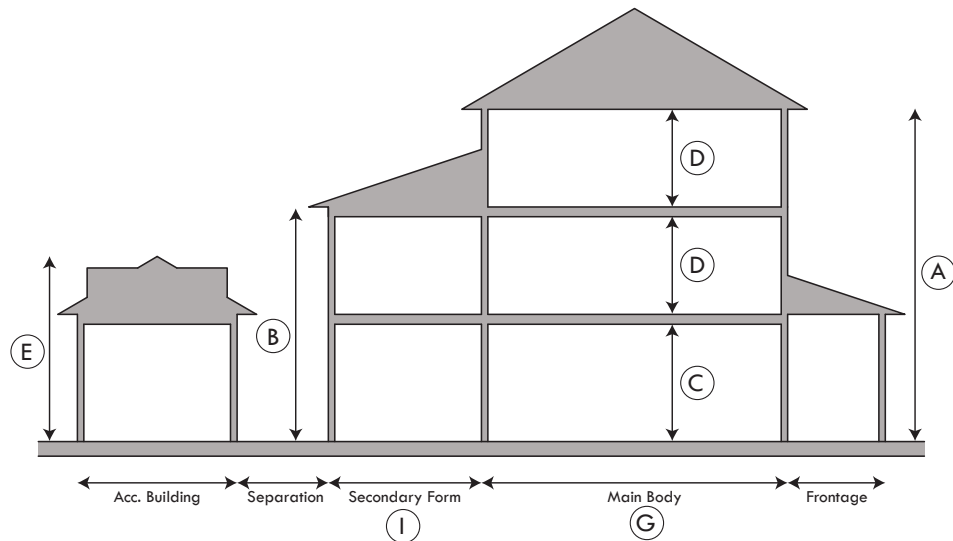 D
D
A
B
E
C
Acc. Building
Separation
Secondary Form
Main Body
Frontage
I
G